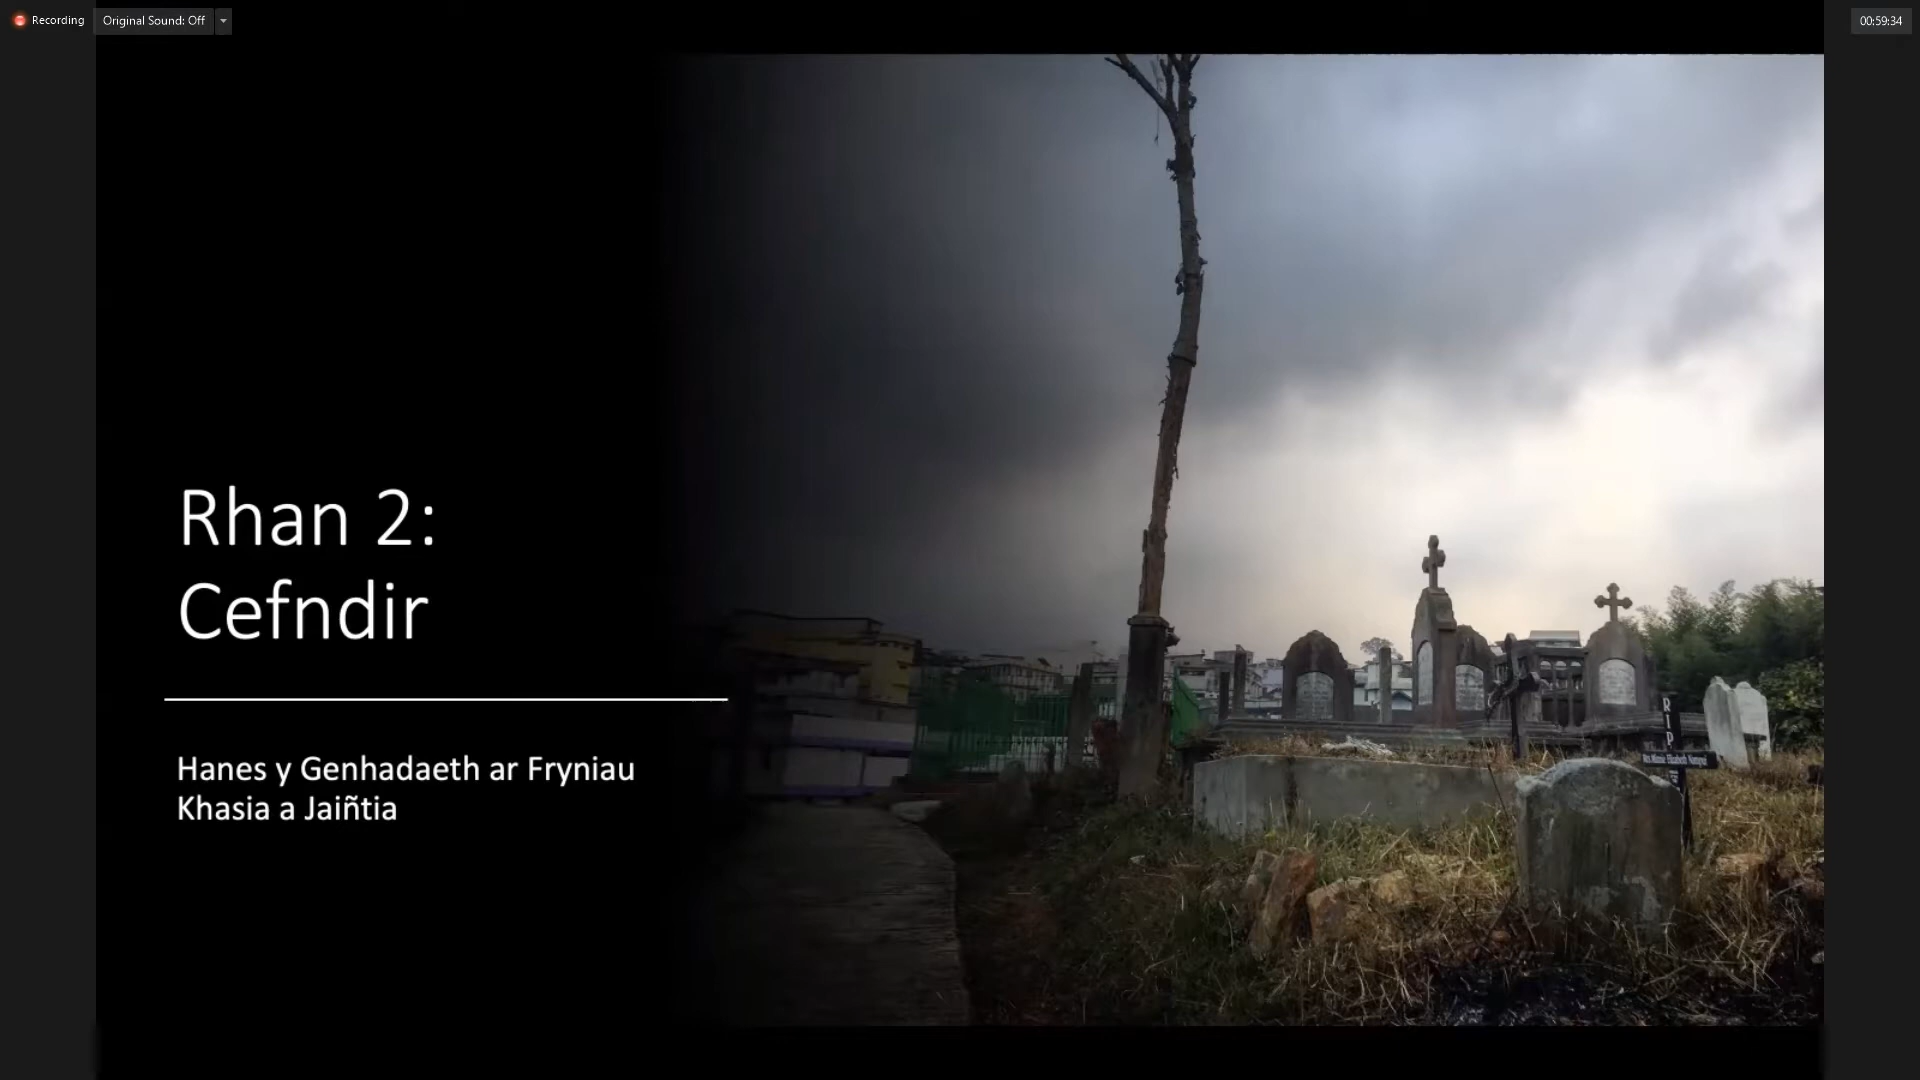 Recording
Original Sound: Off
00:59:34
Rhan 2:
Cefndir
Hanes y Genhadaeth ar Fryniau
Khasia a Jaiñtia
RIP